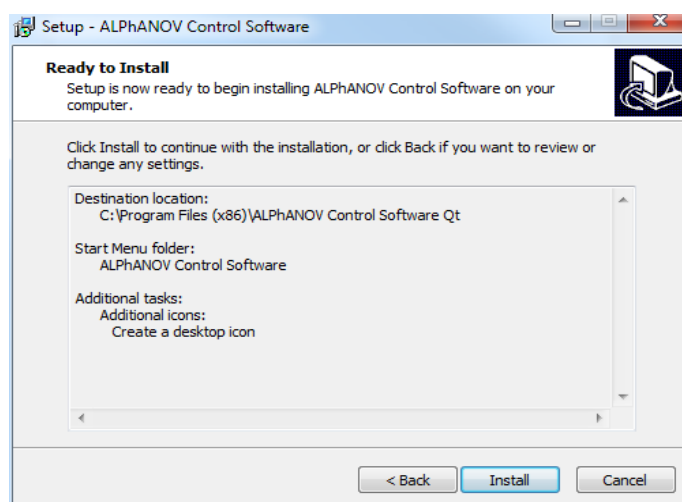 Setup - ALPhANOV Control Software
Ready to Install
Setup is now ready to begin installing ALPhANOV Control Software on your
computer.
Click Install to continue with the installation, or click Back if you want to review or
change any settings.
Destination location:
C:\Program Files (x86)\ALPhANOV Control Software Qt
Start Menu folder:
ALPhANOV Control Software
Additional tasks:
Additional icons:
Create a desktop icon
< Back
Install
Cancel